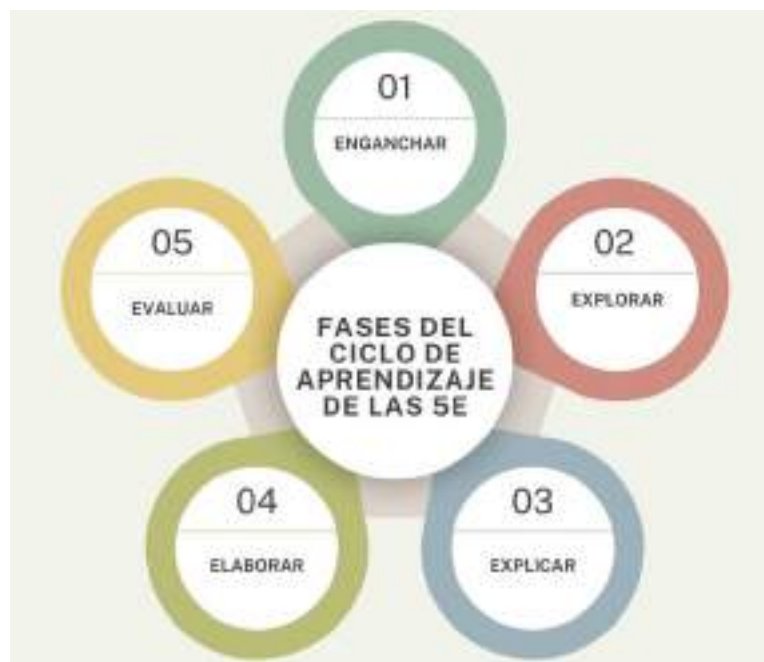 FASES DEL
CICLO DE
APRENDIZAJE
DE LAS 5E
01
ENGANCHAR
02
EXPLORAR
03
EXPLICAR
04
ELABORAR
05
EVALUAR